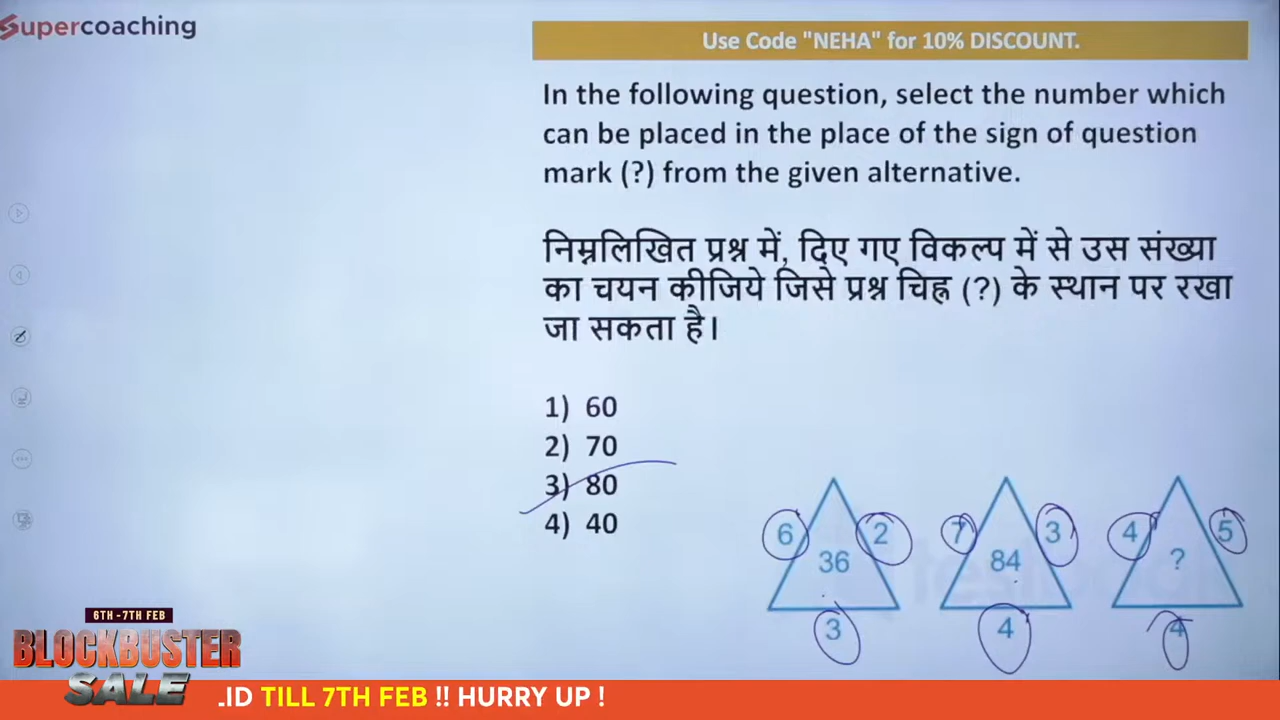 Supercoaching
Use Code "NEHA" for 10% DISCOUNT.
In the following question, select the number which
can be placed in the place of the sign of question
mark (?) from the given alternative.
निम्नलिखित प्रश्न में, दिए गए विकल्प में से उस संख्या
का चयन कीजिये जिसे प्रश्न चिह्न (?) के स्थान पर रखा
जा सकता है।
1) 60
2) 70
3) 80
4) 40
6 2 7 3 4 5
36 84 ?
3 4 4
6TH -7TH FEB
BLOCKBUSTER
SALE
.ID TILL 7TH FEB !! HURRY UP !